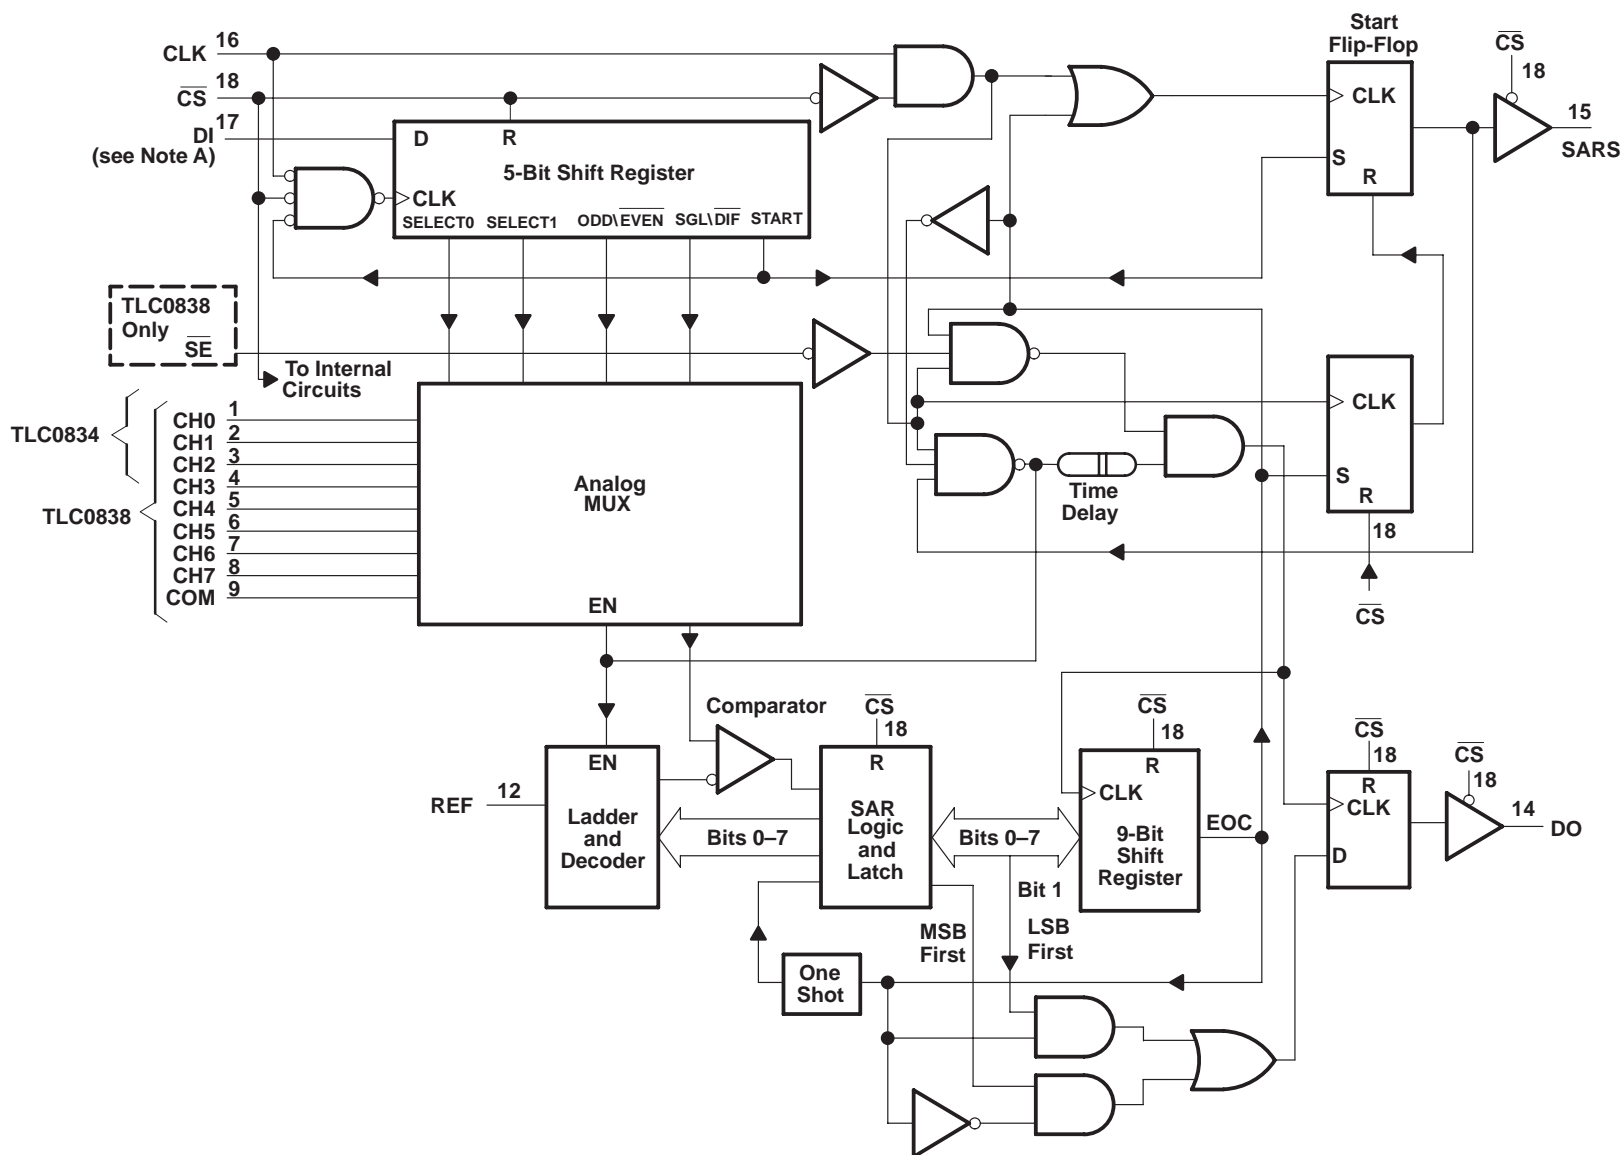 CLK 16
CS 18
DI 17
(see Note A)
D
R
5-Bit Shift Register
CLK
SELECT0 SELECT1 ODD\EVEN SGL\DIF START
Start
Flip-Flop
CLK
S
R
CS
18
15
SARS
TLC0838
Only
SE
To Internal
Circuits
TLC0834
TLC0838
CH0 1
CH1 2
CH2 3
CH3 4
CH4 5
CH5 6
CH6 7
CH7 8
COM 9
Analog
MUX
EN
Time
Delay
CLK
S
R
18
CS
Comparator
REF 12
EN
Ladder
and
Decoder
Bits 0–7
CS
18
R
SAR
Logic
and
Latch
Bits 0–7
Bit 1
MSB
First
LSB
First
One
Shot
CS
18
R
CLK
9-Bit
Shift
Register
EOC
CS
18
R
CLK
D
CS
18
14
DO